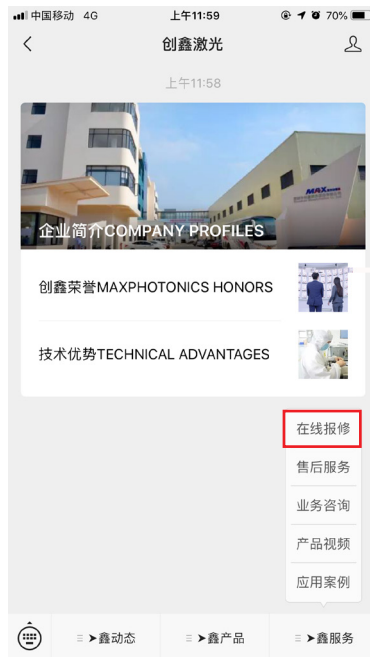 中国移动 4G 上午11:59 70%
创鑫激光
上午11:58
MAX
企业简介COMPANY PROFILES
创鑫荣誉MAXPHOTONICS HONORS
技术优势TECHNICAL ADVANTAGES
在线报修
售后服务
业务咨询
产品视频
应用案例
≡ ➤鑫动态 ≡ ➤鑫产品 ≡ ➤鑫服务